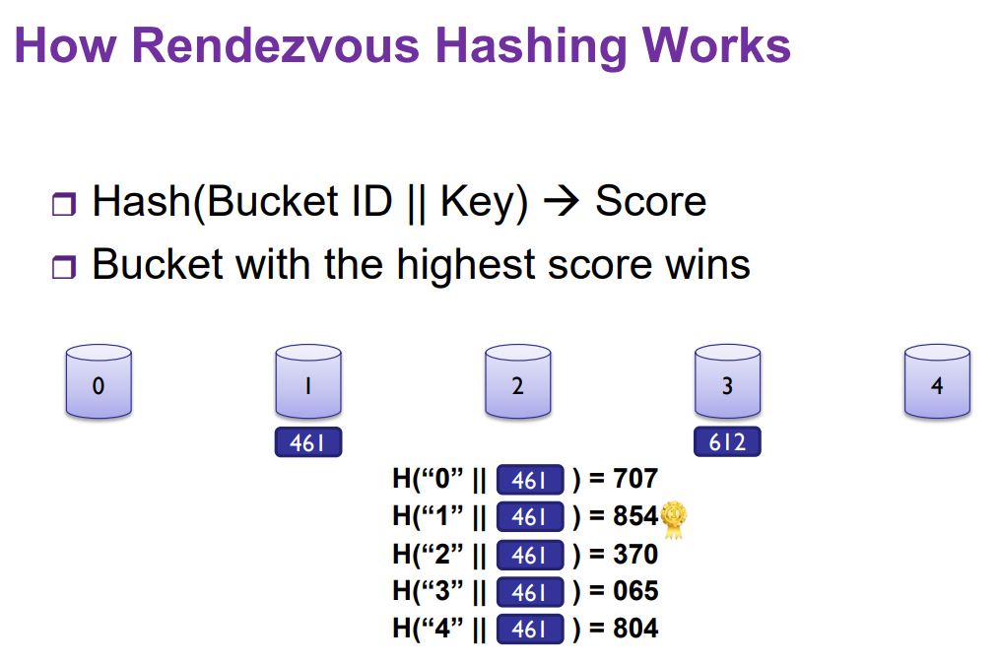 How Rendezvous Hashing Works
Hash(Bucket ID || Key) → Score
Bucket with the highest score wins
0 1 2 3 4
461 612
H(“0” || 461 ) = 707
H(“1” || 461 ) = 854
H(“2” || 461 ) = 370
H(“3” || 461 ) = 065
H(“4” || 461 ) = 804